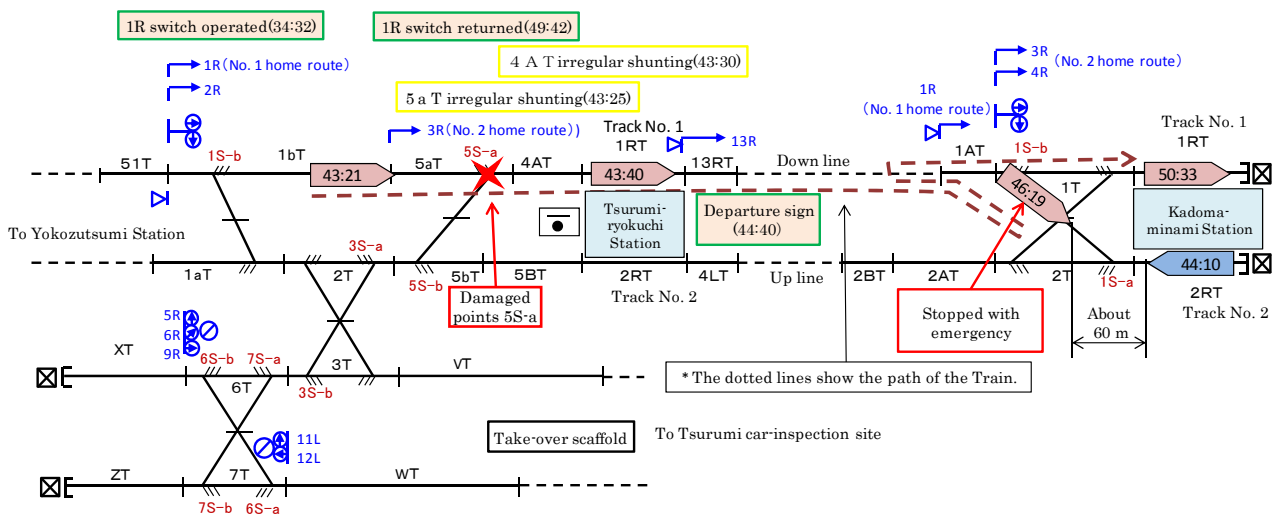 1R switch operated(34:32)
1R switch returned(49:42)
4 A T irregular shunting(43:30)
5 a T irregular shunting(43:25)
1R(No. 1 home route)
2R
3R(No. 2 home route))
3R
(No. 2 home route)
4R
1R
(No. 1 home route)
Track No. 1
1RT
13R
Track No. 1
1RT
51T
1S-b
1bT
5aT
5S-a
4AT
13RT
Down line
1AT
1S-b
1T
43:21
43:40
46:19
50:33
Tsurumi-
ryokuchi
Station
Departure sign
(44:40)
Kadoma-
minami Station
To Yokozutsumi Station
1aT
2T
3S-a
5S-b
5bT
5BT
2RT
4LT
Track No. 2
Up line
2BT
2AT
2T
1S-a
44:10
2RT
Track No. 2
Damaged
points 5S-a
Stopped with
emergency
About
60 m
5R
6R
9R
XT
6S-b
7S-a
6T
3T
3S-b
VT
* The dotted lines show the path of the Train.
11L
12L
Take-over scaffold
To Tsurumi car-inspection site
ZT
7T
WT
7S-b
6S-a